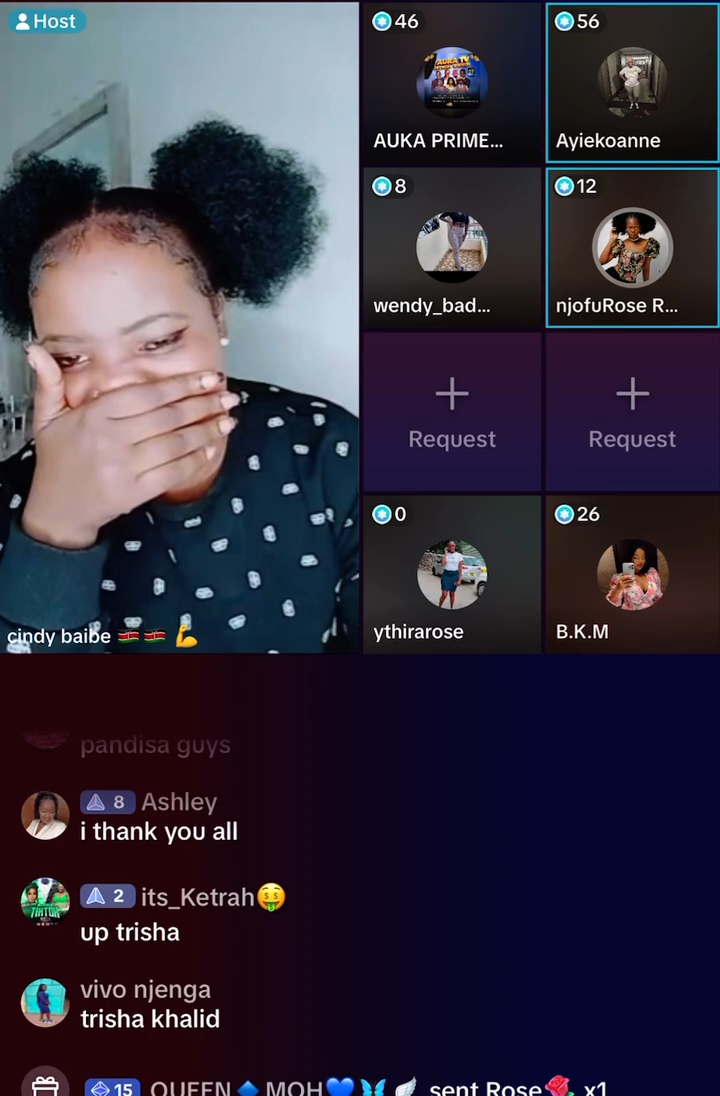 Host
cindy baibe 🇰🇪🇰🇪 💪
46
AUKA PRIME...
56
Ayiekoanne
8
wendy_bad...
12
njofuRose R...
Request
Request
0
ythirarose
26
B.K.M
pandisa guys
8 Ashley
i thank you all
2 its_Ketrah🤑
up trisha
vivo njenga
trisha khalid
15 QUEEN🔷MOH💙🦋🪽 sent Rose🌹 x1